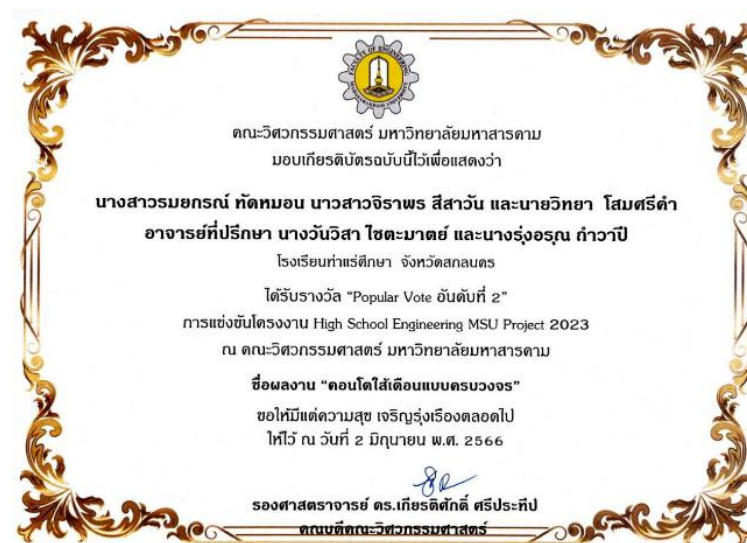 FACULTY OF ENGINEERING
MAHASARAKHAM UNIVERSITY
คณะวิศวกรรมศาสตร์ มหาวิทยาลัยมหาสารคาม
มอบเกียรติบัตรฉบับนี้ไว้เพื่อแสดงว่า
นางสาวรมยกรณ์ ทัดหมอน นาวสาวจิราพร สีสาวัน และนายวิทยา โสมศรีคำ
อาจารย์ที่ปรึกษา นางวันวิสา ไชตะมาตย์ และนางรุ่งอรุณ ถำวาปี
โรงเรียนท่าแร่ศึกษา จังหวัดสกลนคร
ได้รับรางวัล “Popular Vote อันดับที่ 2”
การแข่งขันโครงงาน High School Engineering MSU Project 2023
ณ คณะวิศวกรรมศาสตร์ มหาวิทยาลัยมหาสารคาม
ชื่อผลงาน “คอนโดไส้เดือนแบบครบวงจร”
ขอให้มีแต่ความสุข เจริญรุ่งเรืองตลอดไป
ให้ไว้ ณ วันที่ 2 มิถุนายน พ.ศ. 2566
รองศาสตราจารย์ ดร.เกียรติศักดิ์ ศรีประทีป
คณบดีคณะวิศวกรรมศาสตร์